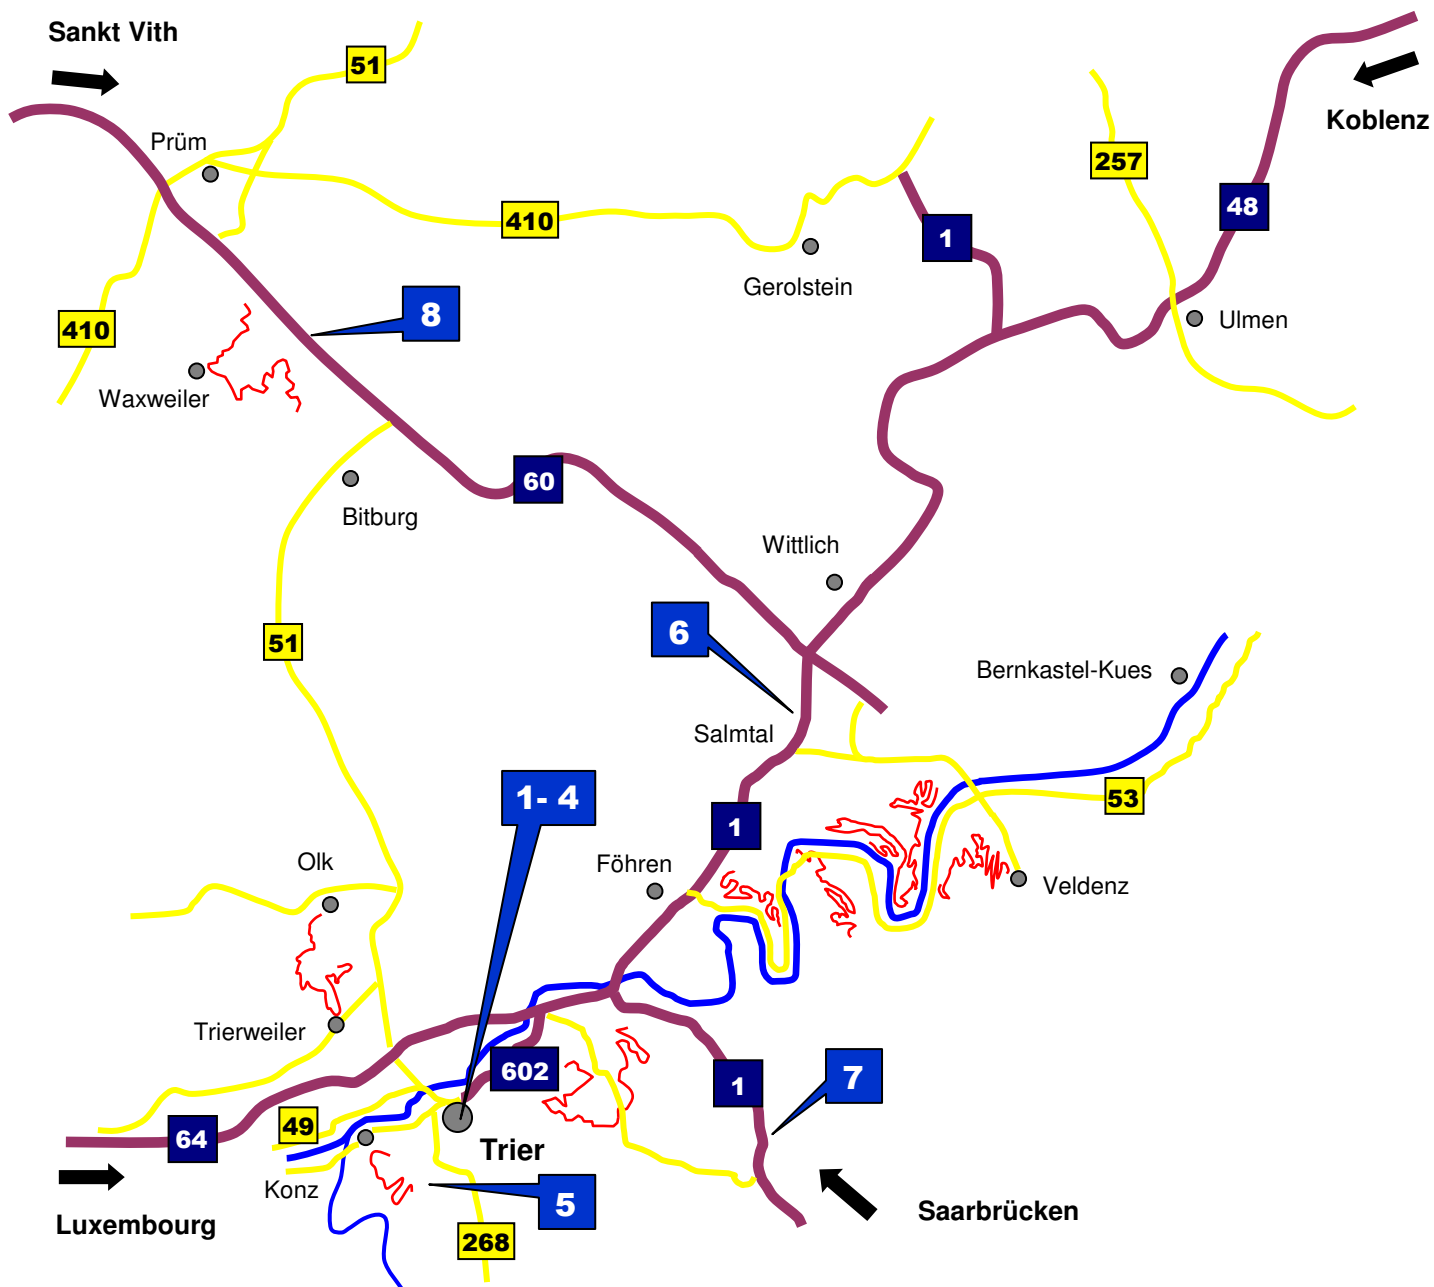 Sankt Vith
51
Koblenz
Prüm
257
48
410
1
Gerolstein
8
410
Ulmen
Waxweiler
60
Bitburg
Wittlich
6
51
Bernkastel-Kues
Salmtal
1- 4
53
1
Olk
Föhren
Veldenz
Trierweiler
602
1
7
49
64
Trier
Konz
5
Luxembourg
Saarbrücken
268